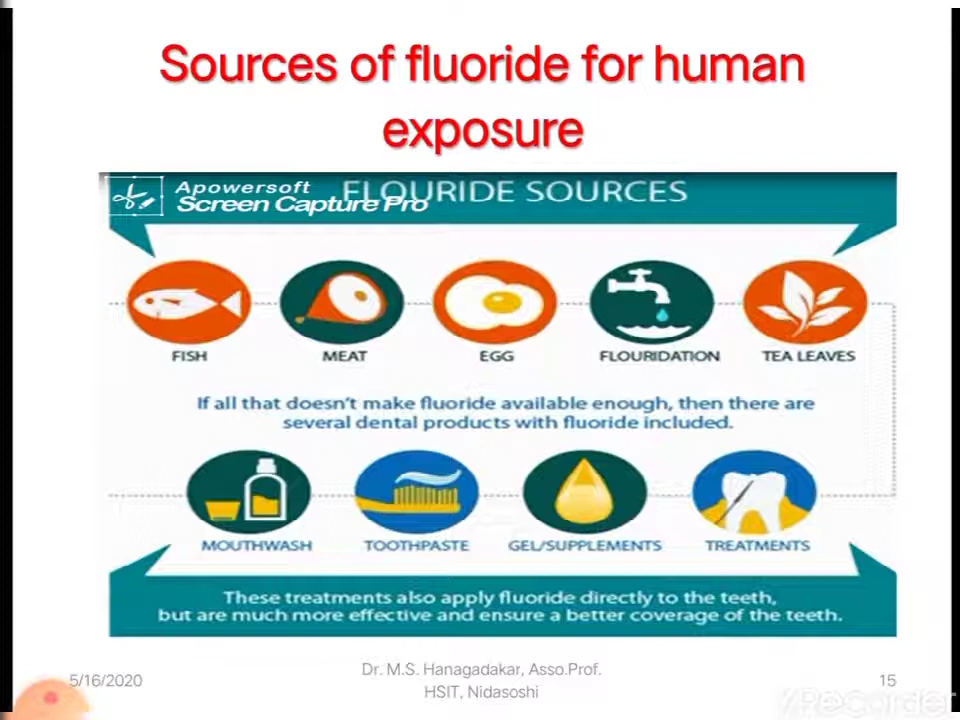 Sources of fluoride for human
exposure
Apowersoft
Screen Capture Pro
FLOURIDE SOURCES
FISH
MEAT
EGG
FLOURIDATION
TEA LEAVES
If all that doesn't make fluoride available enough, then there are
several dental products with fluoride included.
MOUTHWASH
TOOTHPASTE
GEL/SUPPLEMENTS
TREATMENTS
These treatments also apply fluoride directly to the teeth,
but are much more effective and ensure a better coverage of the teeth.
5/16/2020
Dr. M.S. Hanagadakar, Asso.Prof.
HSIT, Nidasoshi
15